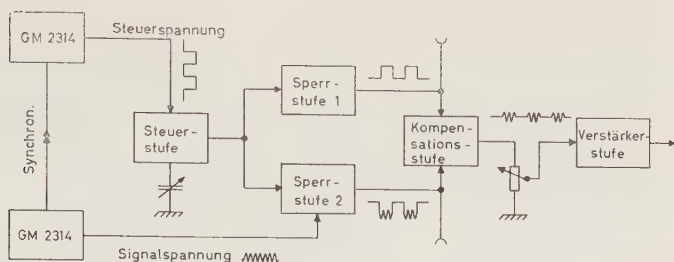 GM 2314
Steuerspannung
Synchron.
Steuer-
stufe
Sperr-
stufe 1
Sperr-
stufe 2
Kompen-
sations-
stufe
Verstärker-
stufe
GM 2314
Signalspannung